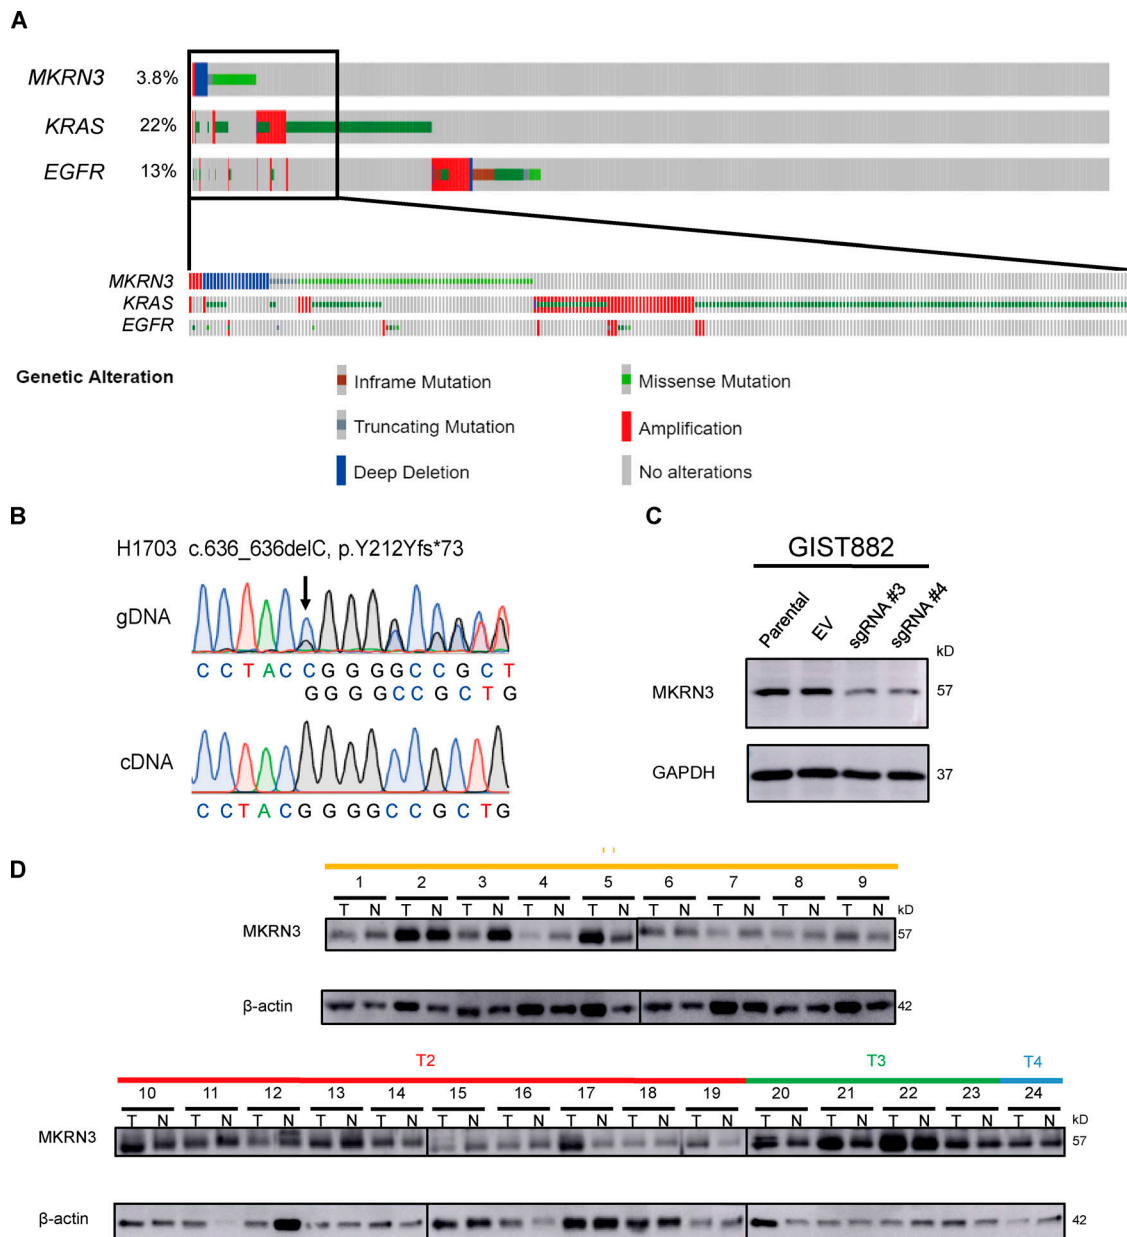 A
MKRN3 3.8%
KRAS 22%
EGFR 13%
MKRN3
KRAS
EGFR
Genetic Alteration
Inframe Mutation
Missense Mutation
Truncating Mutation
Amplification
Deep Deletion
No alterations
B
H1703 c.636_636delC, p.Y212Yfs*73
gDNA
C C T A C C G G G G C C G C T
G G G G C C G C T G
cDNA
C C T A C G G G G C C G C T G
C
GIST882
Parental EV sgRNA #3 sgRNA #4
kD
MKRN3 57
GAPDH 37
D
1 2 3 4 5 6 7 8 9
T N T N T N T N T N T N T N T N T N kD
MKRN3 57
β-actin 42
T2 T3 T4
10 11 12 13 14 15 16 17 18 19 20 21 22 23 24
T N T N T N T N T N T N T N T N T N T N T N T N T N T N T N kD
MKRN3 57
β-actin 42